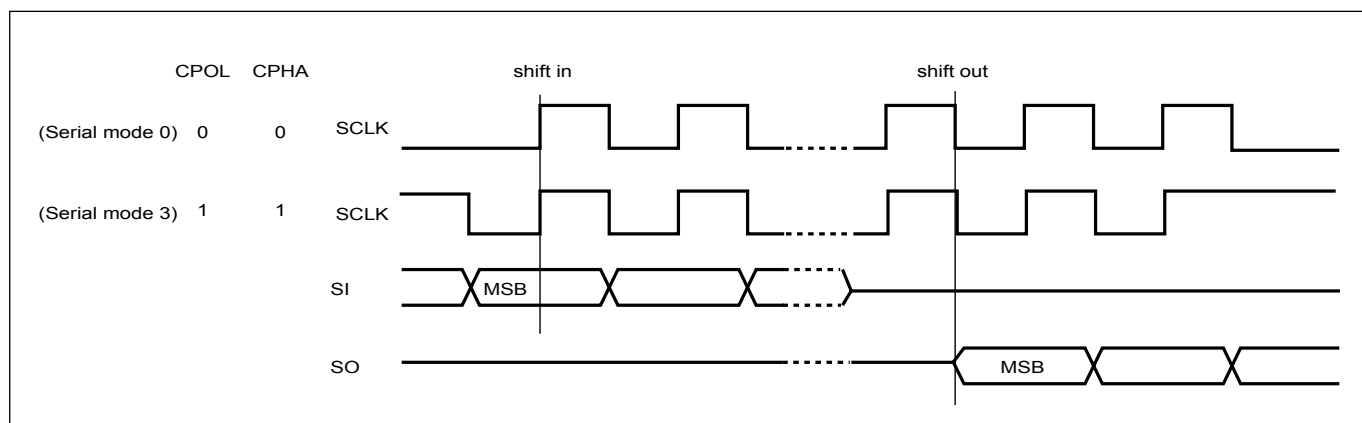 CPOL CPHA shift in shift out
(Serial mode 0) 0 0 SCLK
(Serial mode 3) 1 1 SCLK
SI MSB
SO MSB